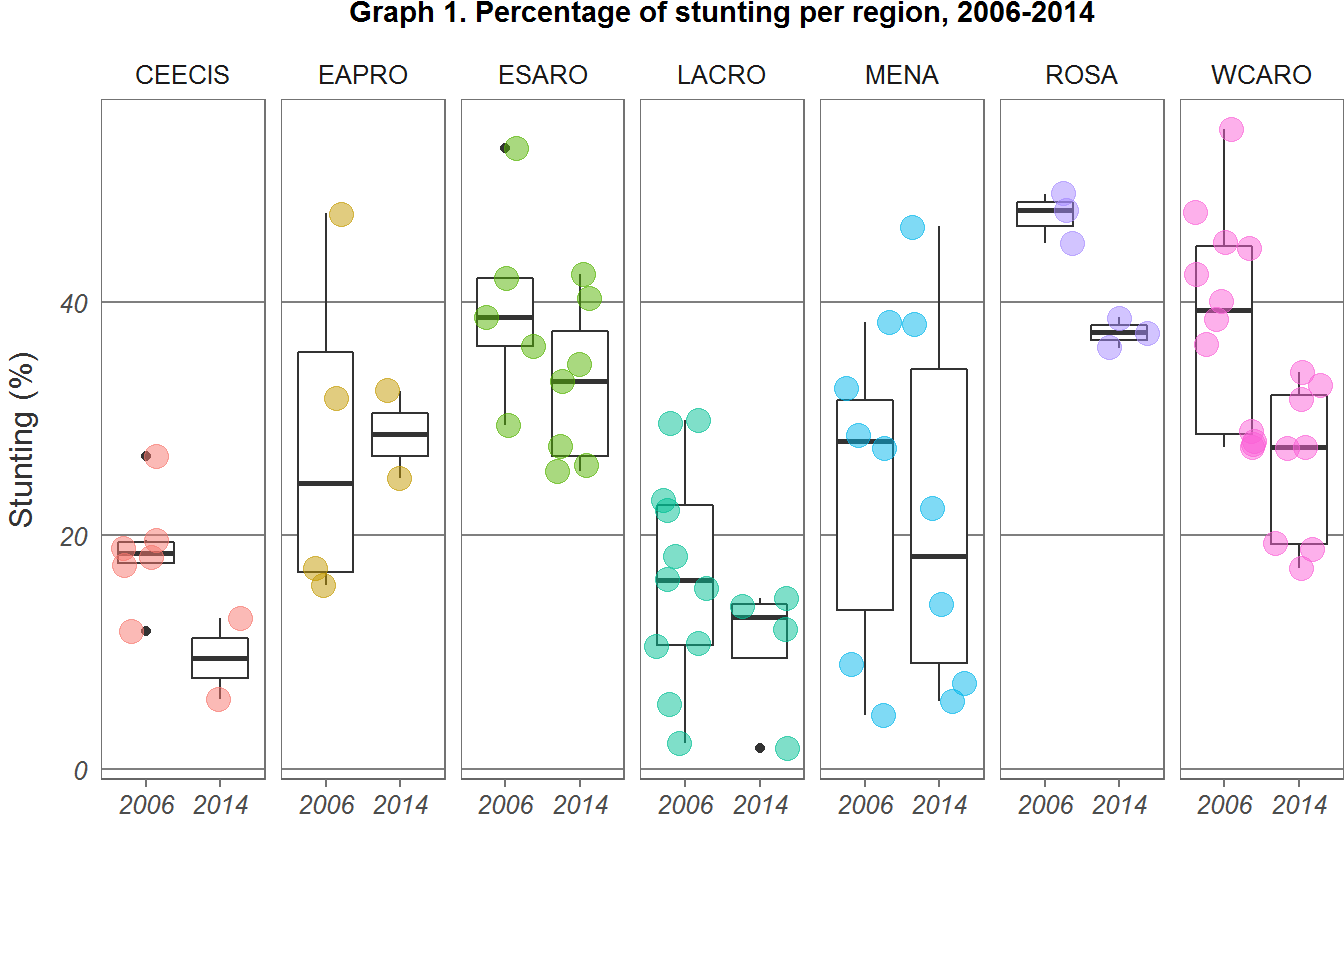 Graph 1. Percentage of stunting per region, 2006-2014
CEECIS EAPRO ESARO LACRO MENA ROSA WCARO
Stunting (%)
40
20
0
2006 2014 2006 2014 2006 2014 2006 2014 2006 2014 2006 2014 2006 2014